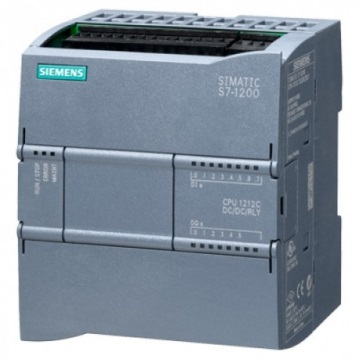 SIEMENS
SIMATIC
S7-1200
RUN / STOP
ERROR
MAINT
0 1 2 3 4 5 6 7
DI a
CPU 1212C
DC/DC/RLY
DQ a
0 1 2 3 4 5